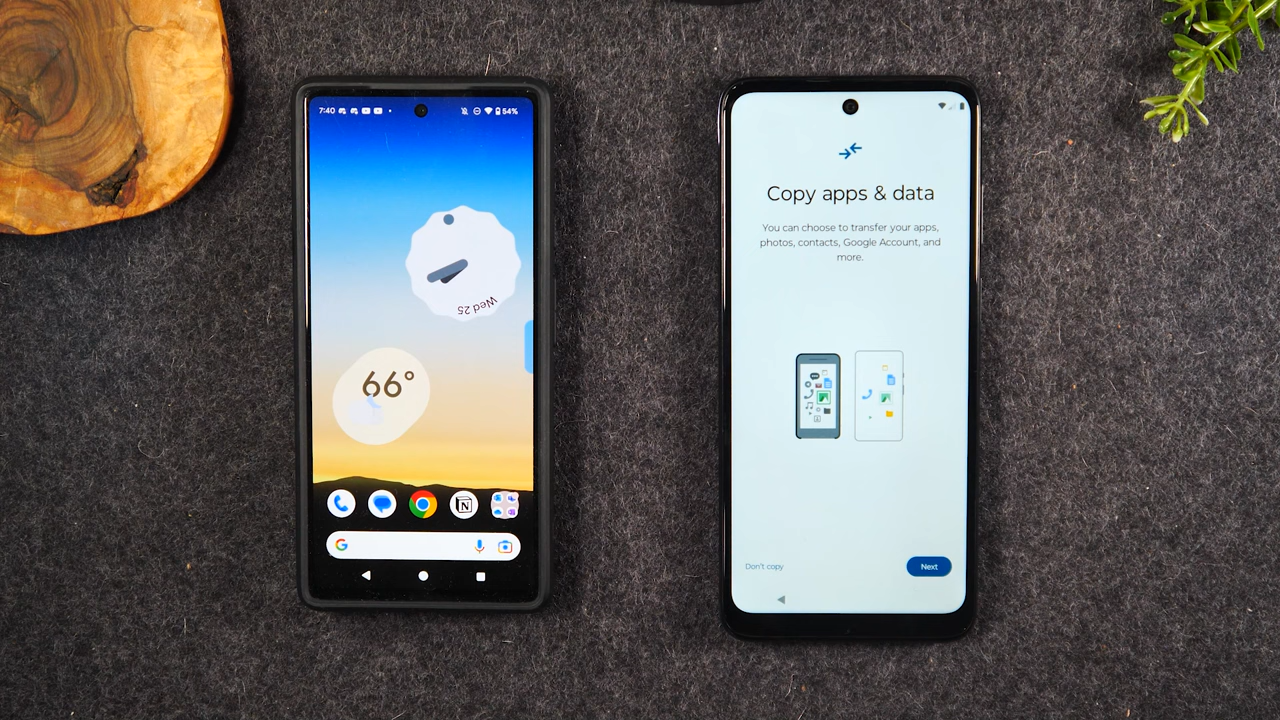 7:40
54%
Wed 25
66°
N
Copy apps & data
You can choose to transfer your apps,
photos, contacts, Google Account, and
more.
Don't copy
Next